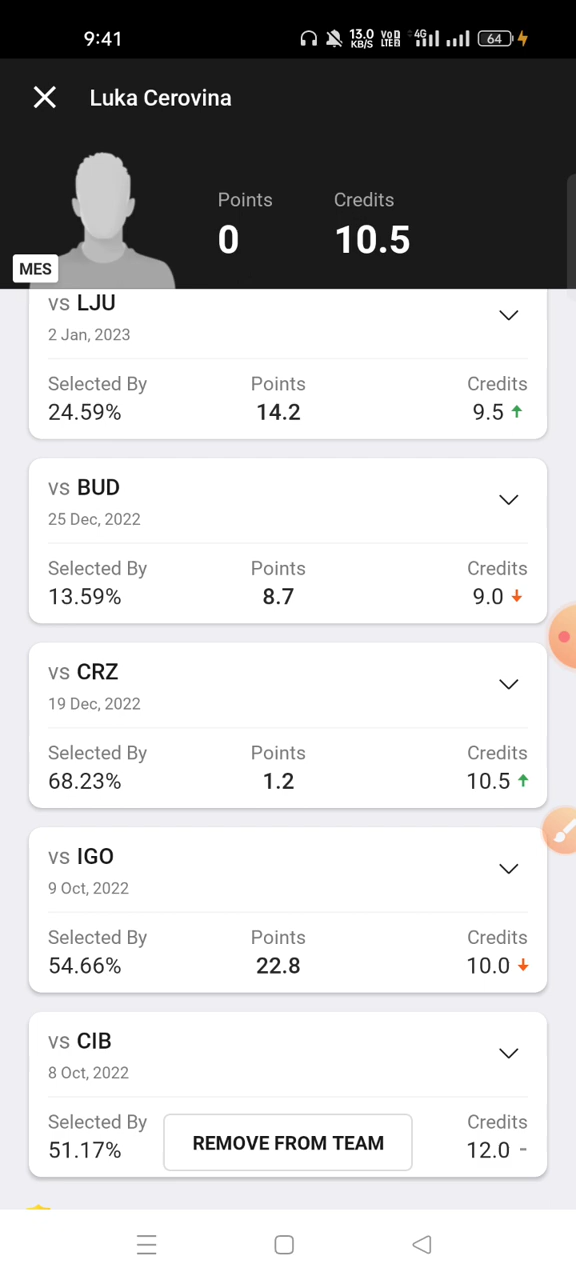 9:41
13.0 KB/S
Vo LTE
4G
64
Luka Cerovina
Points
Credits
0
10.5
MES
vs LJU
2 Jan, 2023
Selected By
Points
Credits
24.59%
14.2
9.5
vs BUD
25 Dec, 2022
Selected By
Points
Credits
13.59%
8.7
9.0
vs CRZ
19 Dec, 2022
Selected By
Points
Credits
68.23%
1.2
10.5
vs IGO
9 Oct, 2022
Selected By
Points
Credits
54.66%
22.8
10.0
vs CIB
8 Oct, 2022
Selected By
Credits
51.17%
REMOVE FROM TEAM
12.0 -